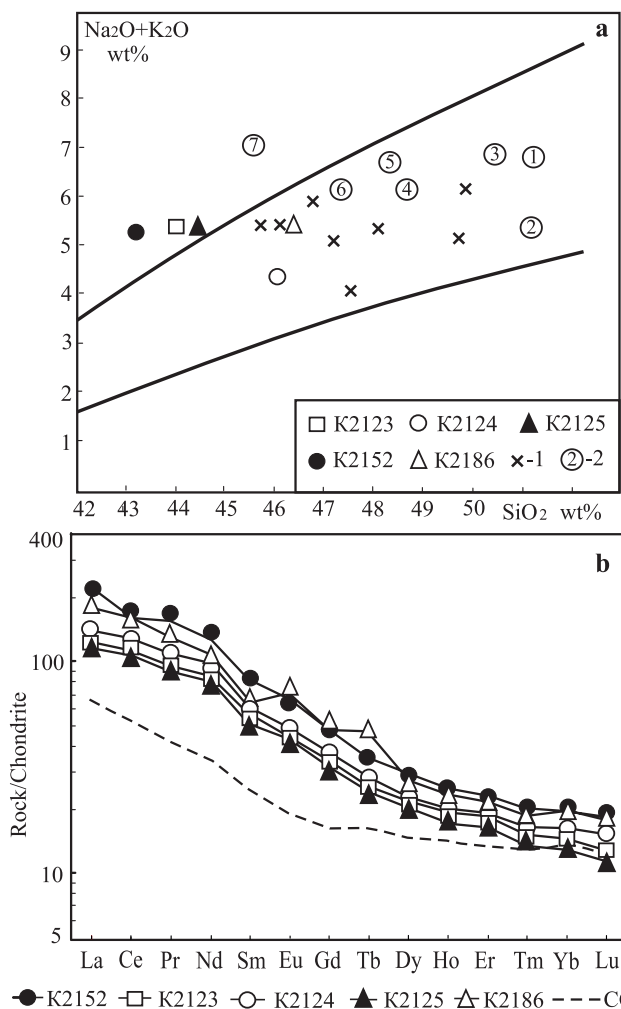 Na2O+K2O
wt%
a
9
8
7
6
5
4
3
2
1
⑦
⑤
③
①
⑥
④
②
K2123 K2124 K2125
K2152 K2186 ×-1 ②-2
42 43 44 45 46 47 48 49 50 SiO2 wt%
400
b
100
Rock/Chondrite
10
5
La Ce Pr Nd Sm Eu Gd Tb Dy Ho Er Tm Yb Lu
K2152 K2123 K2124 K2125 K2186